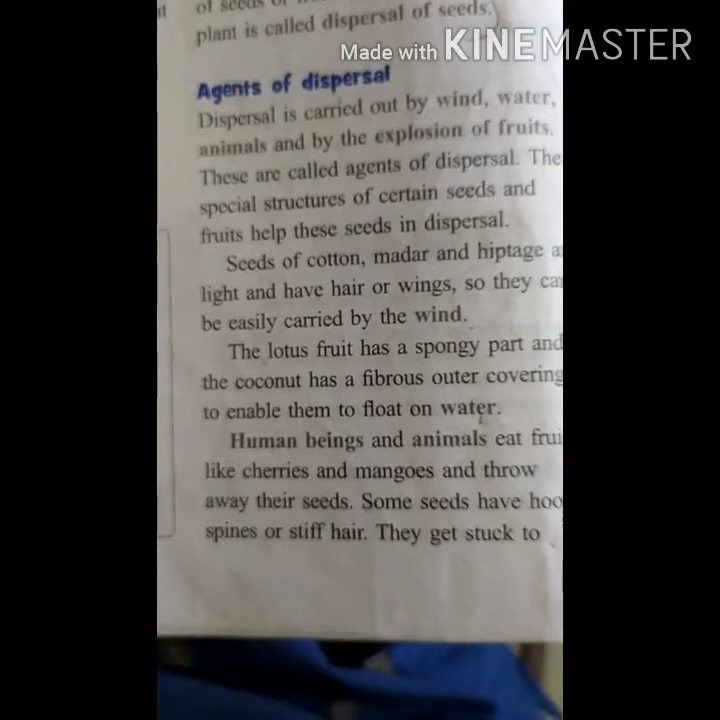 of seeds
plant is called dispersal of seeds.
Made with KINEMASTER
Agents of dispersal
Dispersal is carried out by wind, water,
animals and by the explosion of fruits.
These are called agents of dispersal. The
special structures of certain seeds and
fruits help these seeds in dispersal.
Seeds of cotton, madar and hiptage a
light and have hair or wings, so they ca
be easily carried by the wind.
The lotus fruit has a spongy part and
the coconut has a fibrous outer covering
to enable them to float on water.
Human beings and animals eat frui
like cherries and mangoes and throw
away their seeds. Some seeds have hoo
spines or stiff hair. They get stuck to